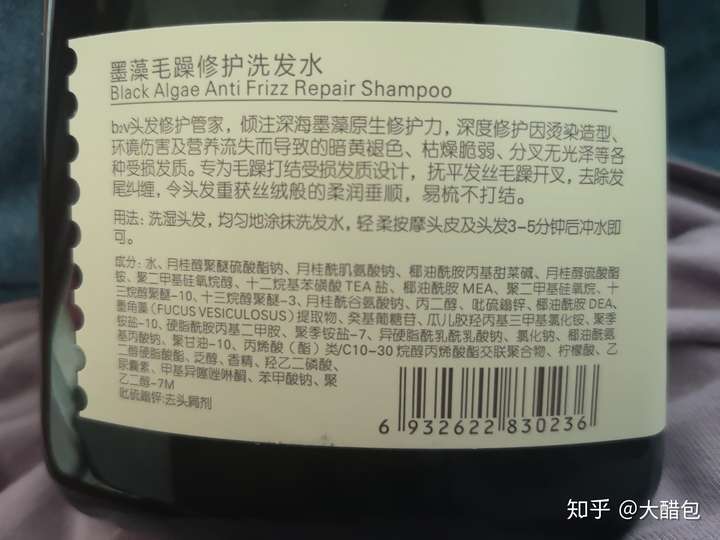 墨藻毛躁修护洗发水
Black Algae Anti Frizz Repair Shampoo
b2v头发修护管家，倾注深海墨藻原生修护力，深度修护因烫染造型、
环境伤害及营养流失而导致的暗黄褪色、枯燥脆弱、分叉无光泽等各
种受损发质。专为毛躁打结受损发质设计，抚平发丝毛躁开叉，去除发
尾纠缠，令头发重获丝绒般的柔润垂顺，易梳不打结。
用法：洗湿头发，均匀地涂抹洗发水，轻柔按摩头皮及头发3-5分钟后冲水即
可。
成分：水、月桂醇聚醚硫酸酯钠、月桂酰肌氨酸钠、椰油酰胺丙基甜菜碱、月桂醇硫酸酯
铵、聚二甲基硅氧烷醇、十二烷基苯磺酸TEA盐、椰油酰胺MEA、聚二甲基硅氧烷、十
三烷醇聚醚-10、十三烷醇聚醚-3、月桂酰谷氨酸钠、丙二醇、吡硫鎓锌、椰油酰胺DEA、
墨角藻（FUCUS VESICULOSUS）提取物、癸基葡糖苷、瓜儿胶羟丙基三甲基氯化铵、聚季
铵盐-10、硬脂酰胺丙基二甲胺、聚季铵盐-7、异硬脂酰乳酰乳酸钠、氯化钠、椰油酰氨
基丙酸钠、聚甘油-10、丙烯酸（酯）类/C10-30烷醇丙烯酸酯交联聚合物、柠檬酸、乙
二醇硬脂酸酯、泛醇、香精、羟乙二磷酸、
尿囊素、甲基异噻唑啉酮、苯甲酸钠、聚
乙二醇-7M
吡硫鎓锌:去头屑剂
6 932622 830236
知乎 @大醋包